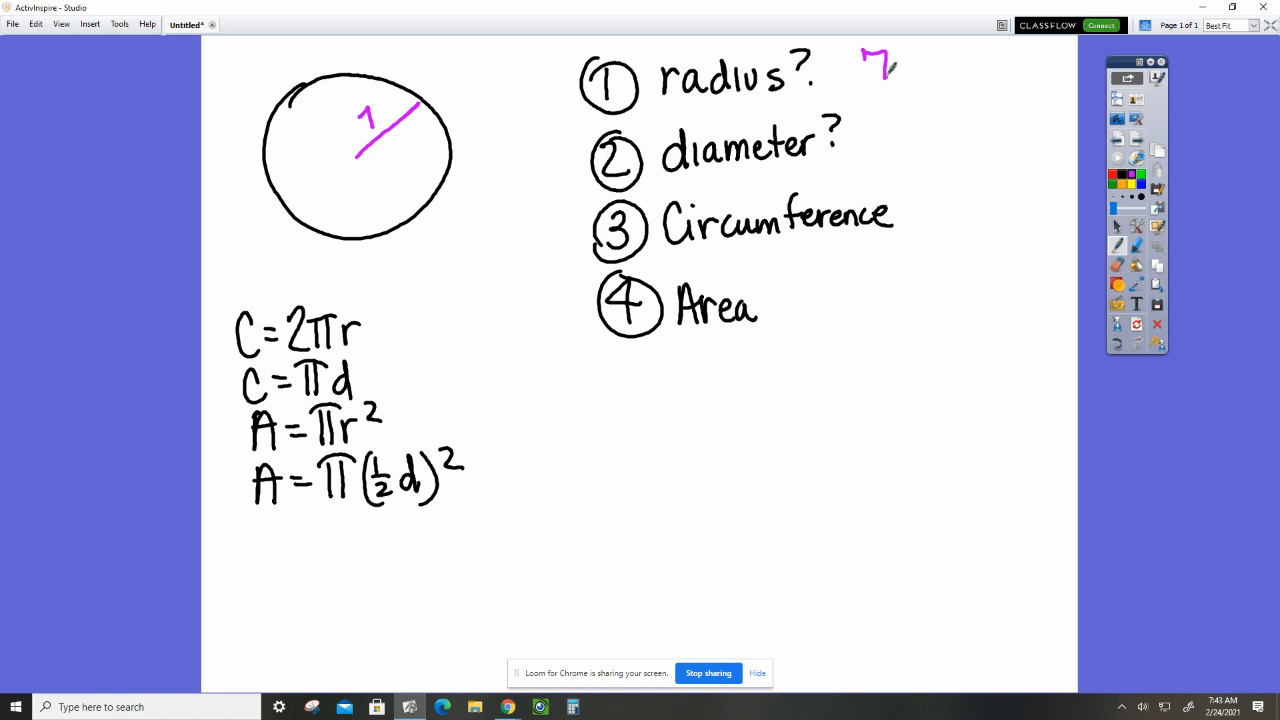 ActivInspire - Studio
File Edit View Insert Tools Help Untitled*
CLASSFLOW Connect Page 1 of 1 Best Fit
1 radius? 7
1
2 diameter?
3 Circumference
4 Area
C = 2πr
C = πd
A = πr²
A = π(½d)²
Loom for Chrome is sharing your screen. Stop sharing Hide
Type here to search
7:43 AM
2/24/2021